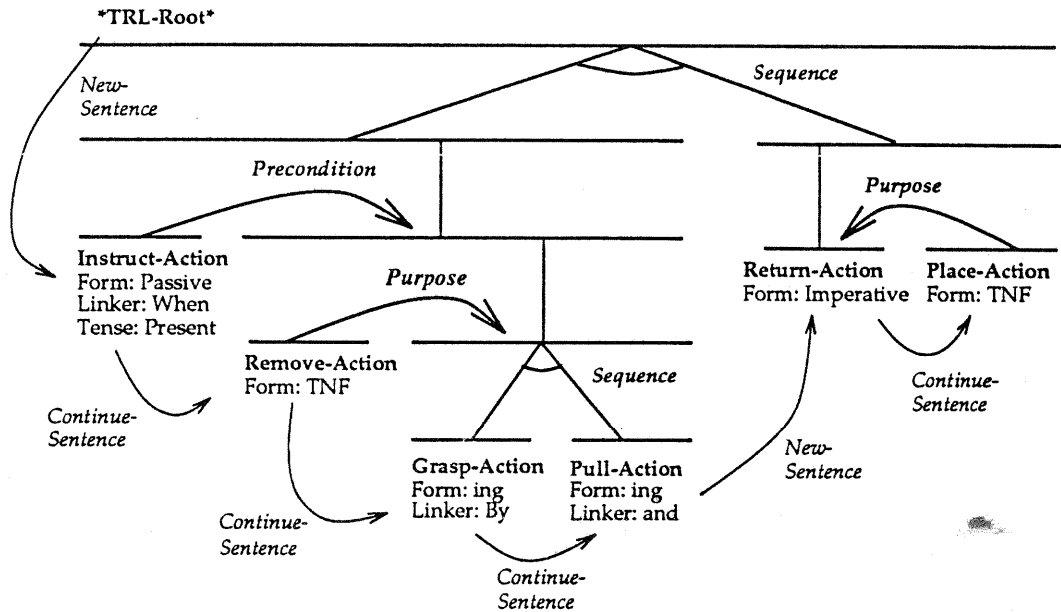 *TRL-Root*
New-
Sentence
Sequence
Precondition
Purpose
Instruct-Action
Form: Passive
Linker: When
Tense: Present
Purpose
Return-Action
Form: Imperative
Place-Action
Form: TNF
Remove-Action
Form: TNF
Sequence
Continue-
Sentence
Continue-
Sentence
Grasp-Action
Form: ing
Linker: By
Pull-Action
Form: ing
Linker: and
New-
Sentence
Continue-
Sentence
Continue-
Sentence